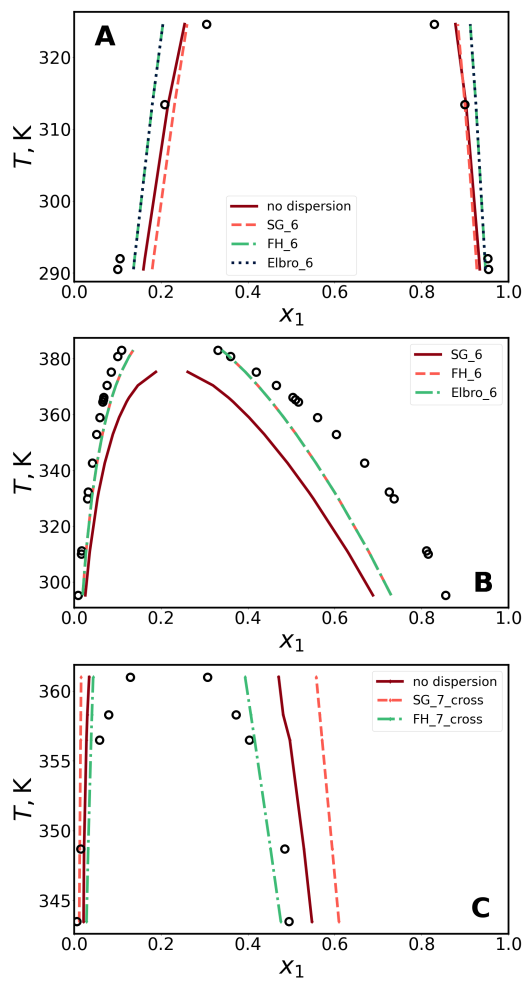 A
320
310
300
290
T, K
no dispersion
SG_6
FH_6
Elbro_6
0.0 0.2 0.4 0.6 0.8 1.0
x1
380
360
340
320
300
T, K
SG_6
FH_6
Elbro_6
B
0.0 0.2 0.4 0.6 0.8 1.0
x1
360
355
350
345
T, K
no dispersion
SG_7_cross
FH_7_cross
C
0.0 0.2 0.4 0.6 0.8 1.0
x1